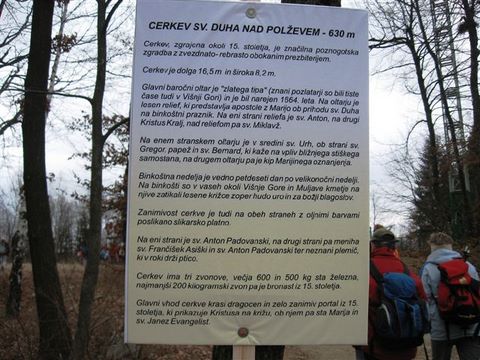 CERKEV SV. DUHA NAD POLŽEVEM - 630 m
Cerkev, zgrajena okoli 15. stoletja, je značilna poznogotska
zgradba z zvezdnato- rebrasto obokanim prezbiterijem.
Cerkev je dolga 16,5 m in široka 8,2 m.
Glavni baročni oltar je "zlatega tipa" (znani pozlatarji so bili tiste
čase tudi v Višnji Gori) in je bil narejen 1564. leta. Na oltarju je
lesen relief, ki predstavlja apostole z Marijo ob prihodu sv. Duha
na binkoštni praznik. Na eni strani reliefa je sv. Anton, na drugi
Kristus Kralj, nad reliefom pa sv. Miklavž.
Na enem stranskem oltarju je v sredini sv. Urh, ob strani sv.
Gregor. papež in sv. Bernard, ki kaže na vpliv bližnjega stiškega
samostana, na drugem oltarju pa je kip Marijinega oznanjenja.
Binkoštna nedelja je vedno petdeseti dan po velikonočni nedelji.
Na binkošti so v vaseh okoli Višnje Gore in Muljave kmetje na
njive zatikali lesene križce zoper hudo uro in za božji blagoslov.
Zanimivost cerkve je tudi na obeh straneh z oljnimi barvami
poslikano slikarsko platno.
Na eni strani je sv. Anton Padovanski, na drugi strani pa meniha
sv. Frančišek Asiški in sv. Anton Padovanski ter neznani plemič,
ki v roki drži ptico.
Cerkev ima tri zvonove, večja 600 in 500 kg sta železna,
najmanjši 200 kilogramski zvon pa je bronast iz 15. stoletja.
Glavni vhod cerkve krasi dragocen in zelo zanimiv portal iz 15.
stoletja, ki prikazuje Kristusa na križu, ob njem pa sta Marija in
sv. Janez Evangelist.